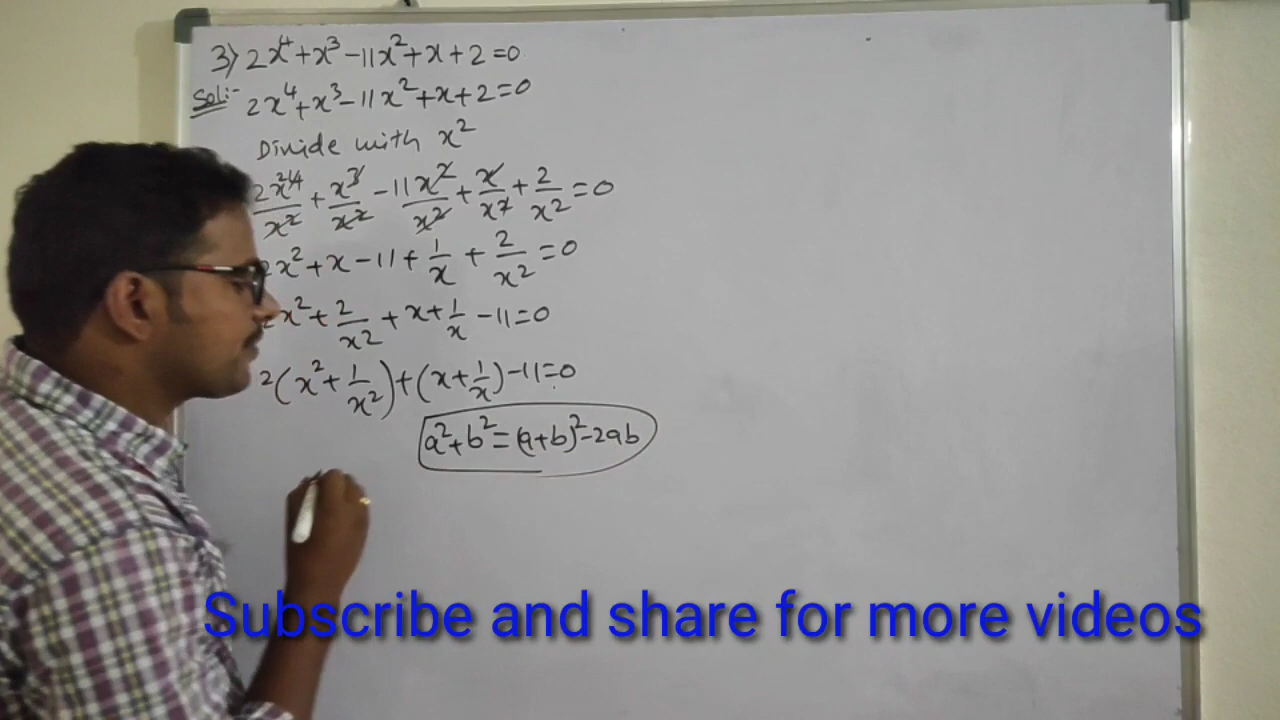 3) 2x⁴+x³-11x²+x+2=0
Sol:- 2x⁴+x³-11x²+x+2=0
Divide with x²
2x⁴/x² + x³/x² - 11x²/x² + x/x² + 2/x² = 0
2x²+x-11+1/x+2/x²=0
2x²+2/x²+x+1/x-11=0
2(x²+1/x²)+(x+1/x)-11=0
a²+b²=(a+b)²-2ab
Subscribe and share for more videos